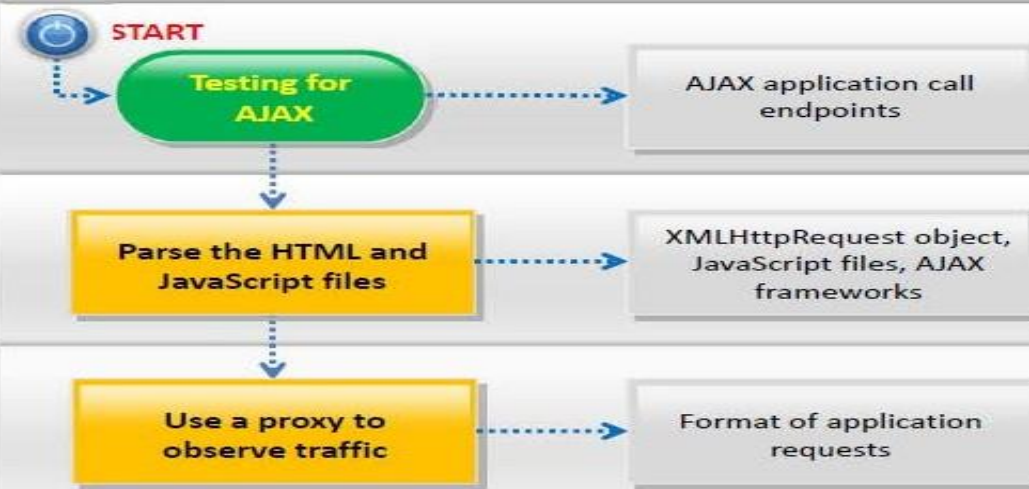 START
Testing for
AJAX
AJAX application call
endpoints
Parse the HTML and
JavaScript files
XMLHttpRequest object,
JavaScript files, AJAX
frameworks
Use a proxy to
observe traffic
Format of application
requests